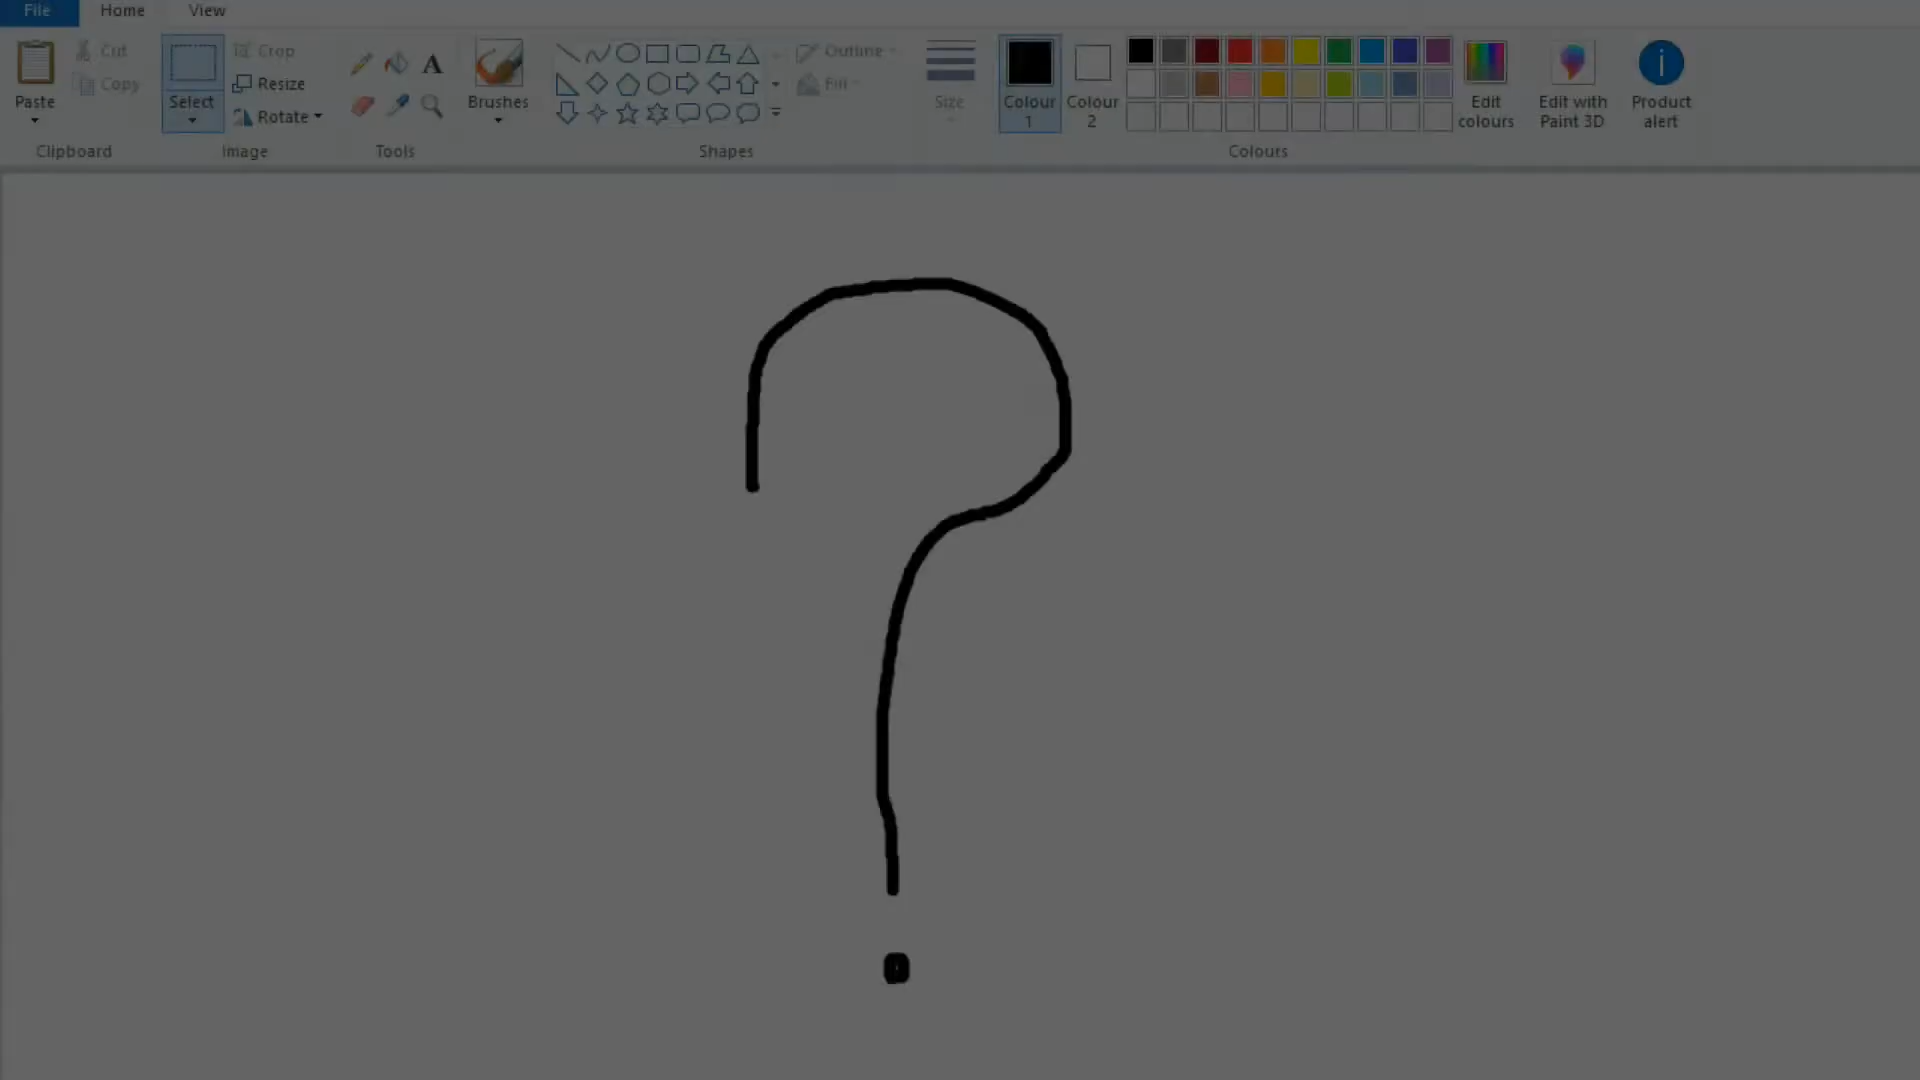 File Home View
Paste Cut Copy Select Crop Resize Rotate A Brushes Outline Fill Size Colour 1 Colour 2 Edit colours Edit with Paint 3D Product alert
Clipboard Image Tools Shapes Colours
?